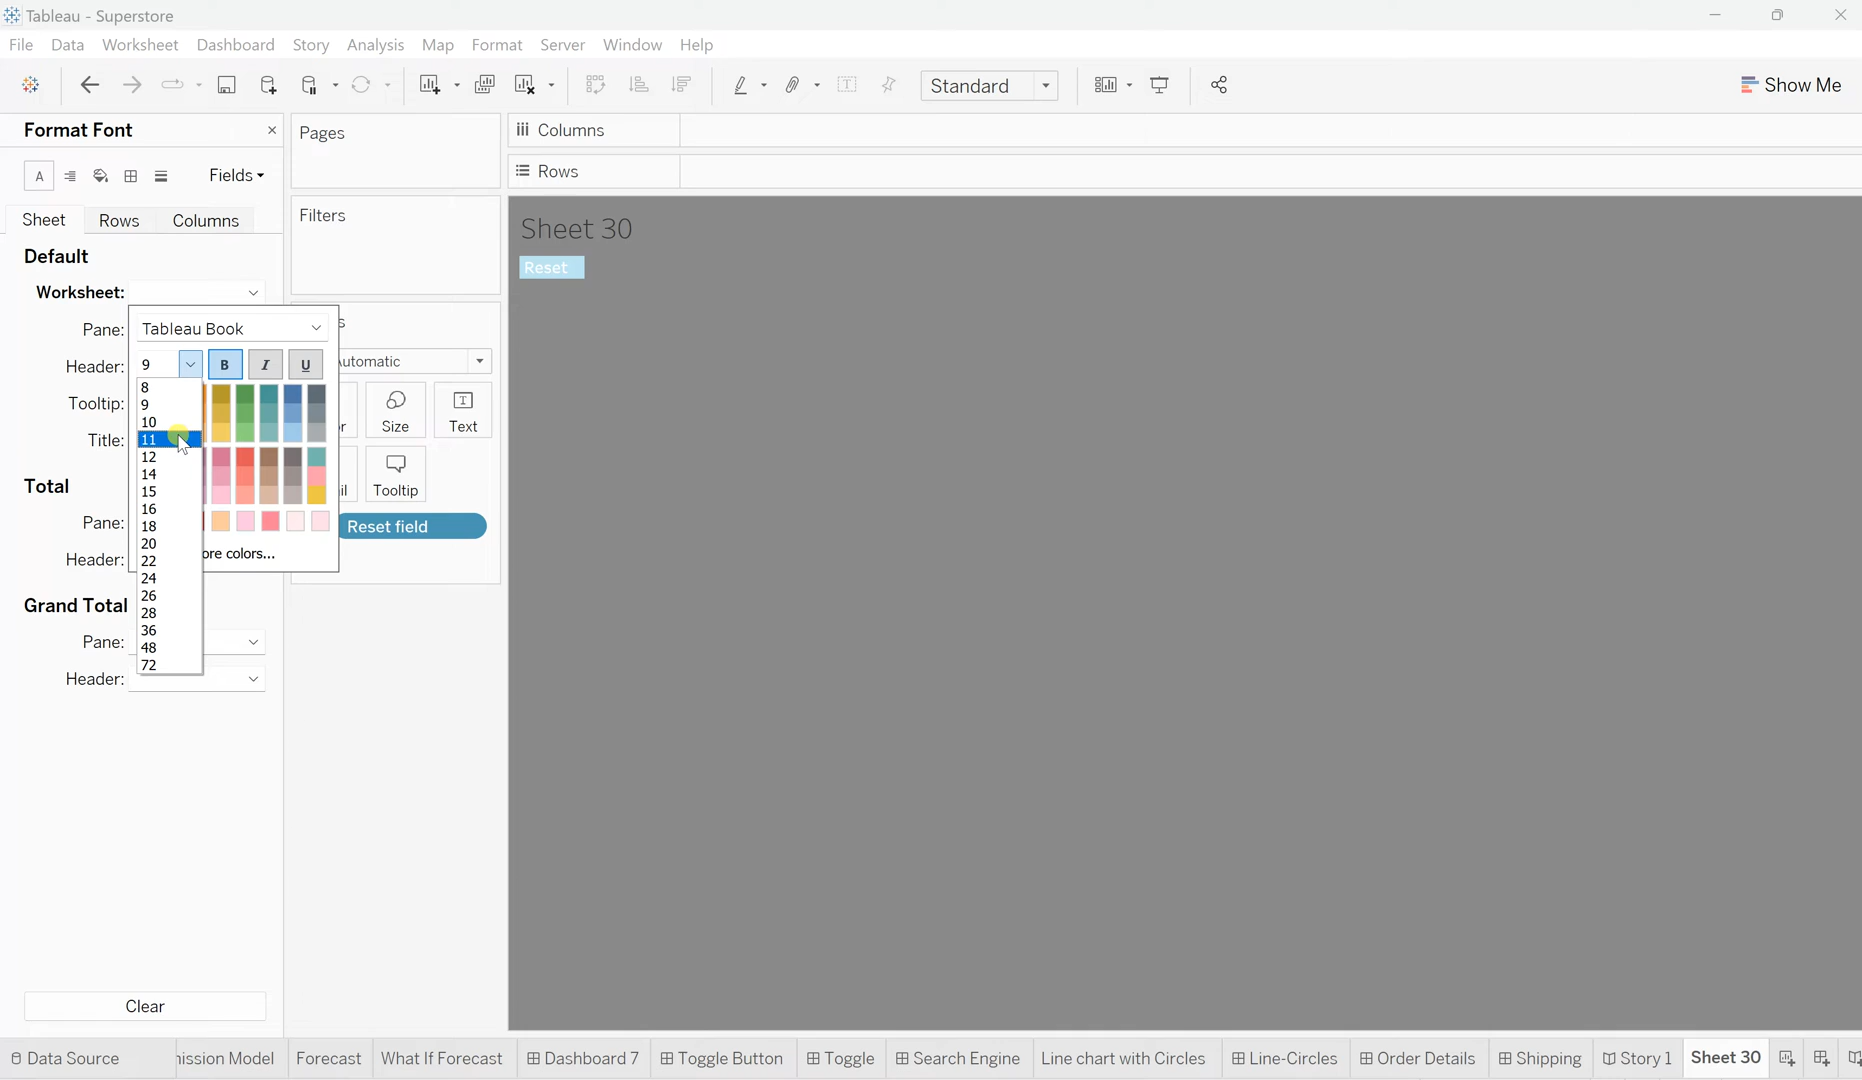 Tableau - Superstore
File Data Worksheet Dashboard Story Analysis Map Format Server Window Help
Standard
Show Me
Format Font
Fields
Sheet Rows Columns
Default
Worksheet:
Pane: Tableau Book
Header: 9 B I U
Tooltip:
Title:
8
9
10
11
12
14
15
16
18
20
22
24
26
28
36
48
72
Total
Pane:
Header:
ore colors...
Grand Total
Pane:
Header:
Clear
Pages
Filters
s
utomatic
r Size Text
il Tooltip
Reset field
Columns
Rows
Sheet 30
Reset
Data Source
ission Model Forecast What If Forecast Dashboard 7 Toggle Button Toggle Search Engine Line chart with Circles Line-Circles Order Details Shipping Story 1 Sheet 30